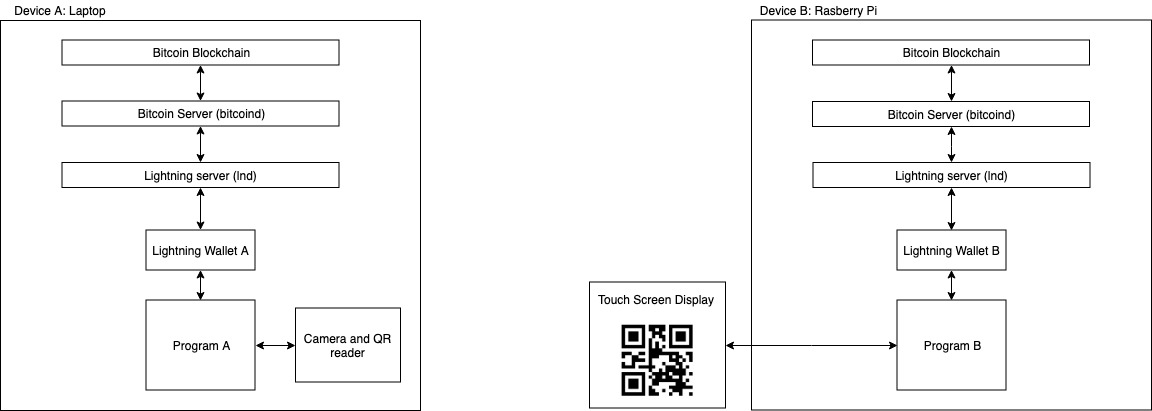 Device A: Laptop
Bitcoin Blockchain
Bitcoin Server (bitcoind)
Lightning server (lnd)
Lightning Wallet A
Program A
Camera and QR
reader
Device B: Rasberry Pi
Bitcoin Blockchain
Bitcoin Server (bitcoind)
Lightning server (lnd)
Lightning Wallet B
Touch Screen Display
Program B